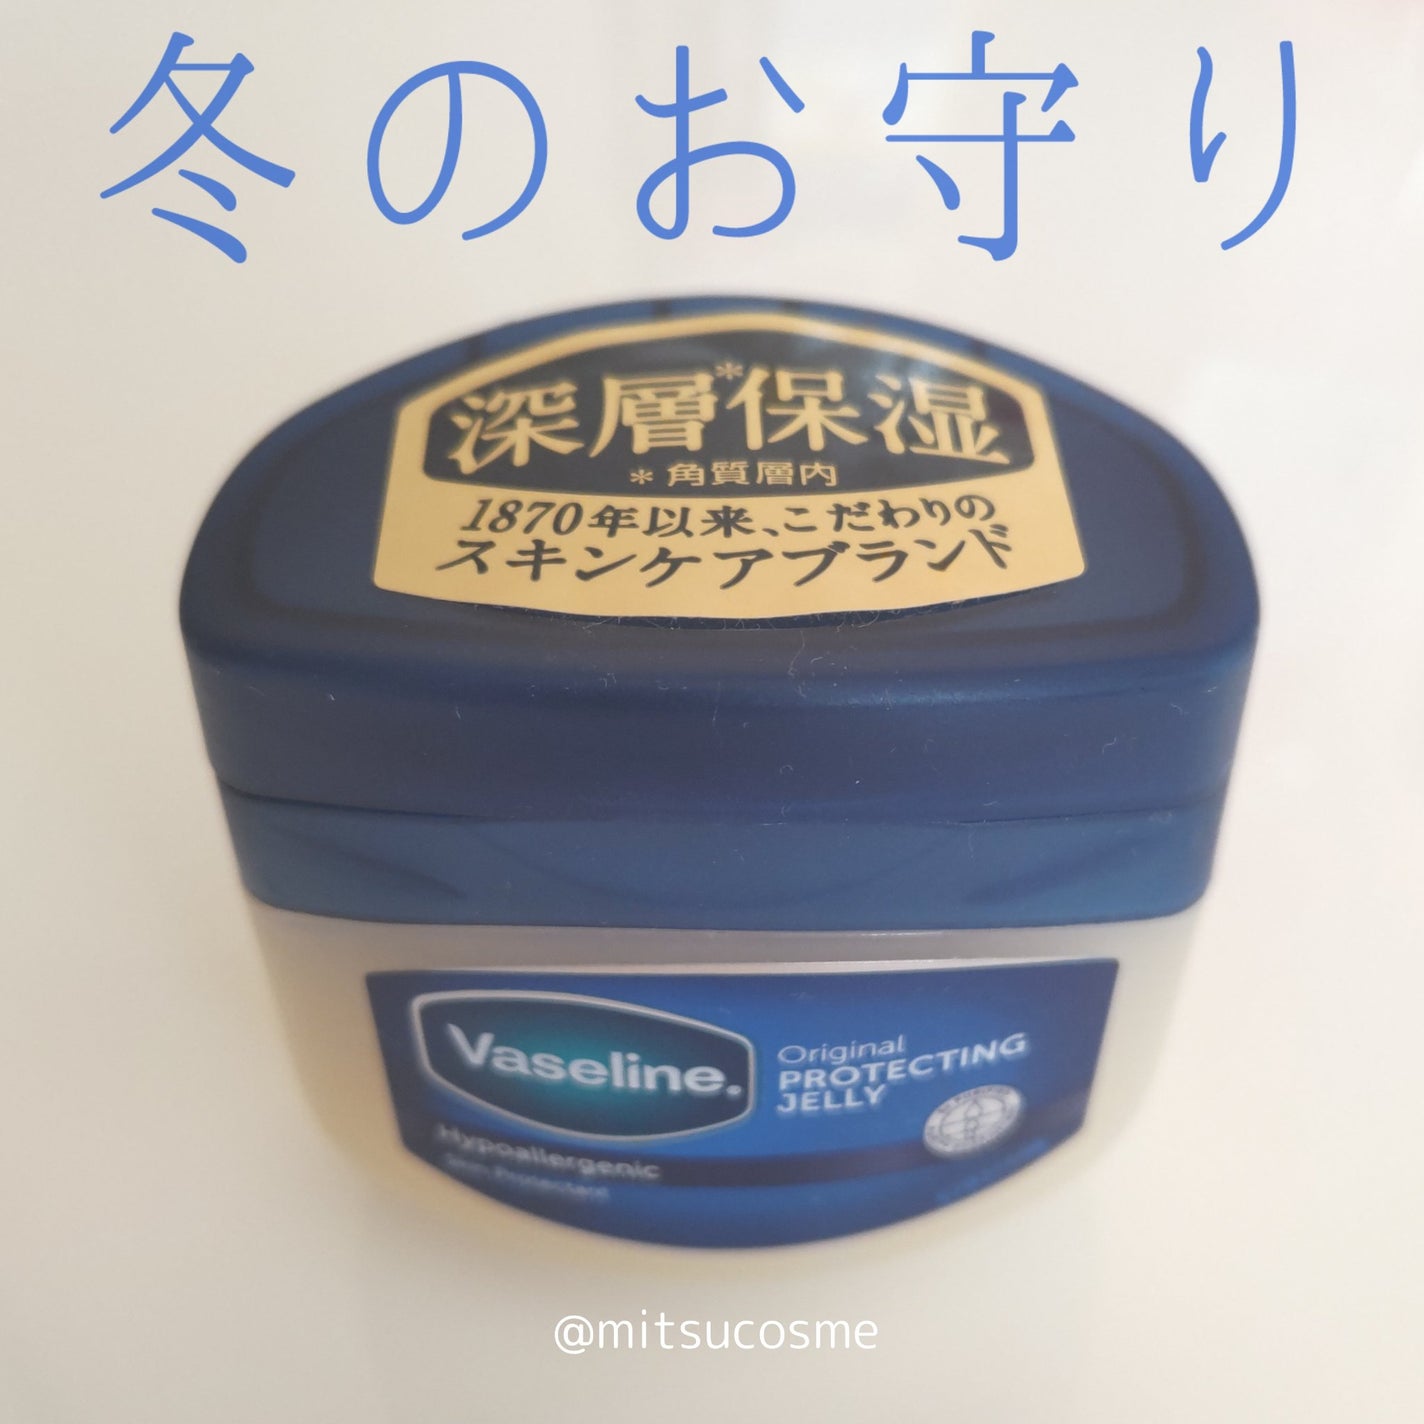 冬のお守り
深層*保湿
*角質層内
1870年以来、こだわりの
スキンケアブランド
Vaseline.
Original
PROTECTING
JELLY
Hypoallergenic
Skin Protectant
@mitsucosme